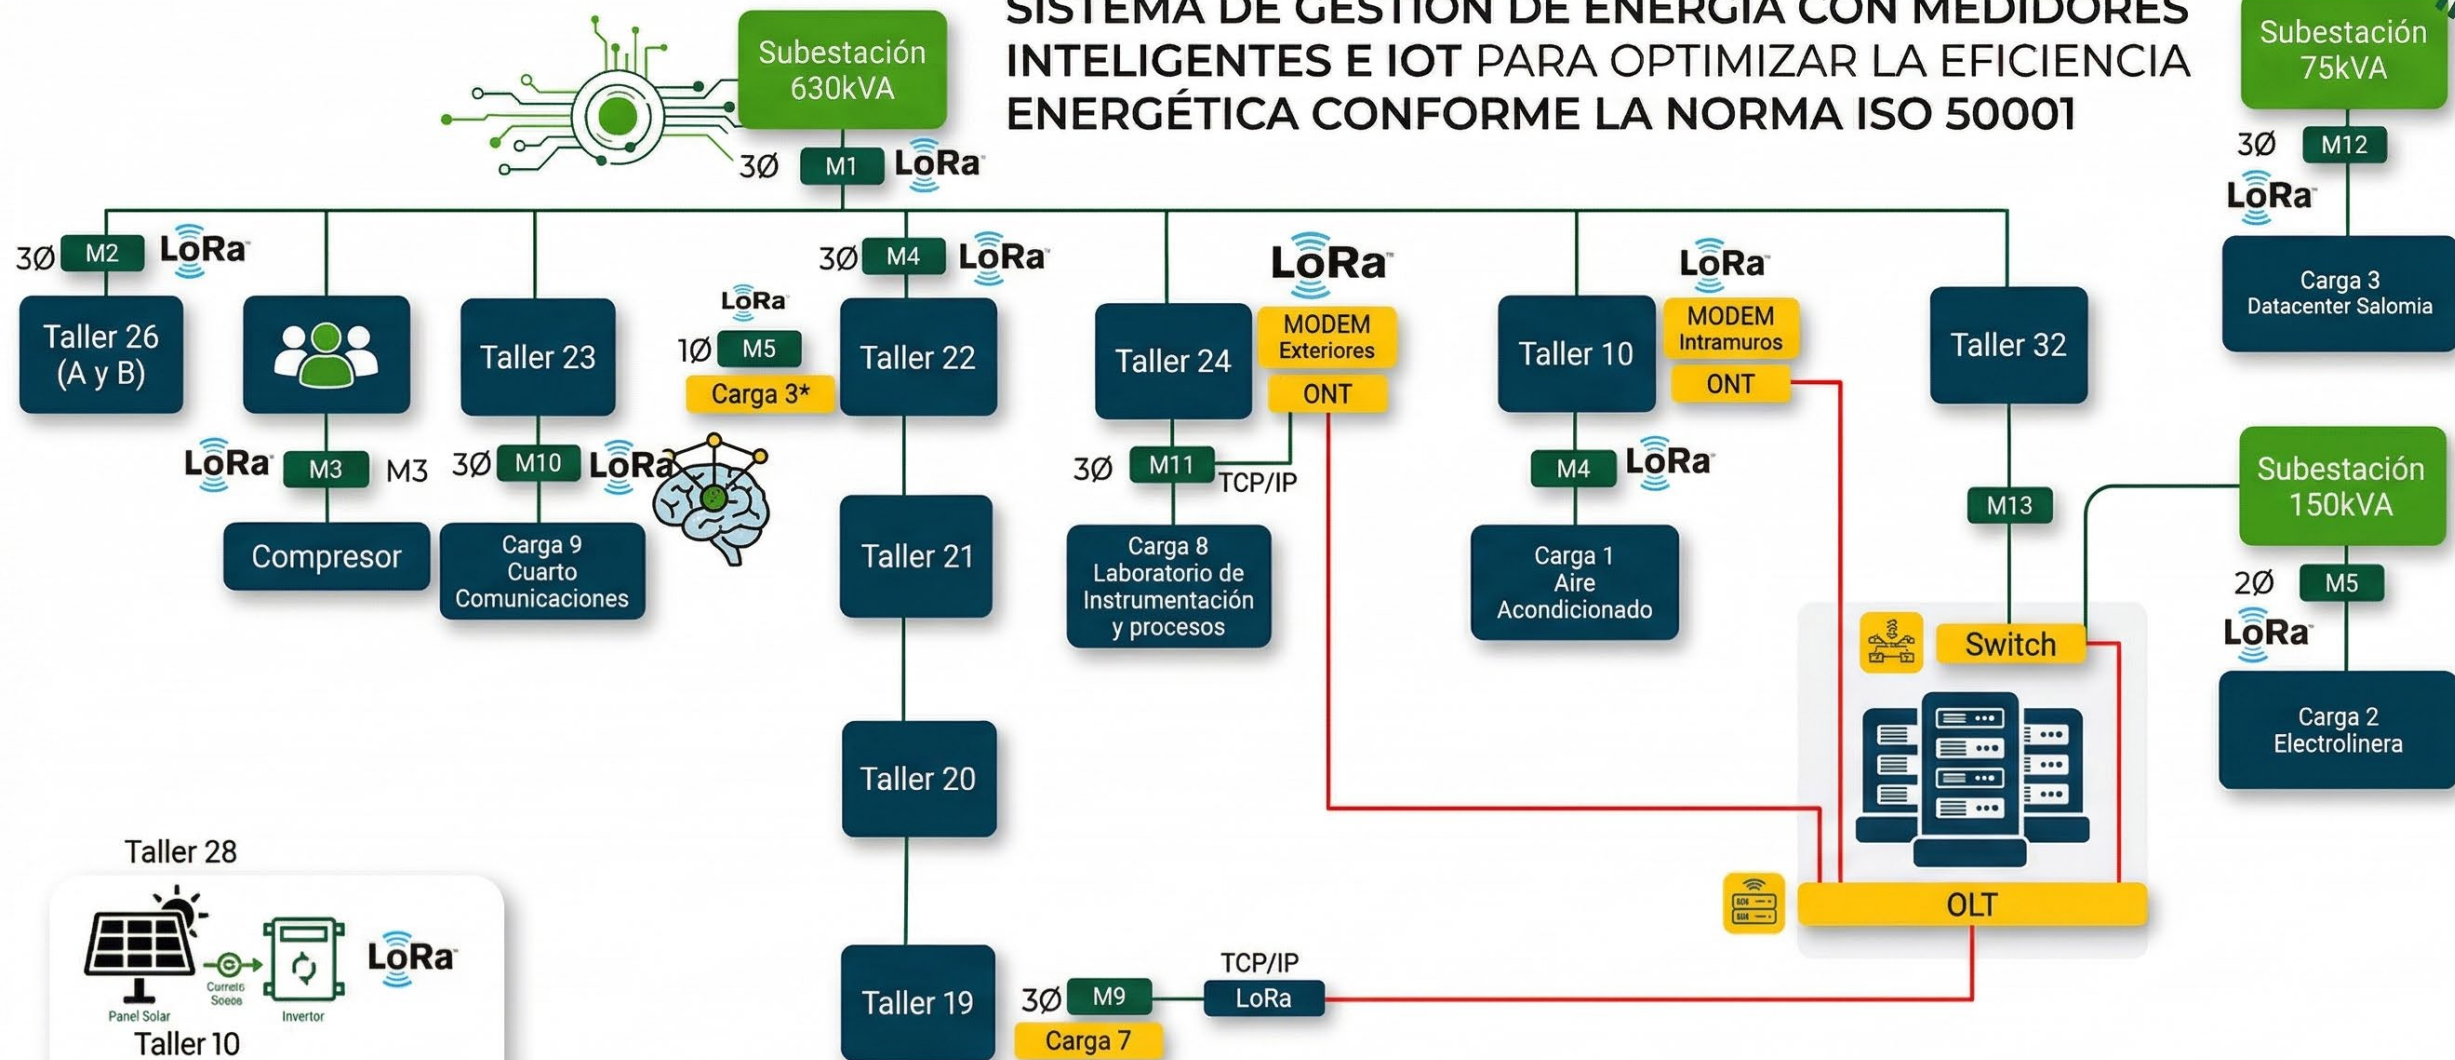 SISTEMA DE GESTIÓN DE ENERGÍA CON MEDIDORES
INTELIGENTES E IOT PARA OPTIMIZAR LA EFICIENCIA
ENERGÉTICA CONFORME LA NORMA ISO 50001
Subestación
630kVA
3Ø
M1
LoRa
Subestación
75kVA
3Ø
M12
LoRa
Carga 3
Datacenter Salomia
3Ø
M2
LoRa
Taller 26
(A y B)
LoRa
M3
M3
Compresor
Taller 23
3Ø
M10
LoRa
Carga 9
Cuarto
Comunicaciones
3Ø
M4
LoRa
LoRa
1Ø
M5
Carga 3*
Taller 22
Taller 21
Taller 20
Taller 19
3Ø
M9
Carga 7
TCP/IP
LoRa
LoRa
Taller 24
MODEM
Exteriores
ONT
3Ø
M11
TCP/IP
Carga 8
Laboratorio de
Instrumentación
y procesos
LoRa
Taller 10
MODEM
Intramuros
ONT
M4
LoRa
Carga 1
Aire
Acondicionado
Taller 32
M13
Switch
OLT
Subestación
150kVA
2Ø
M5
LoRa
Carga 2
Electrolinera
Taller 28
LoRa
Currele
Soeoe
Panel Solar
Invertor
Taller 10